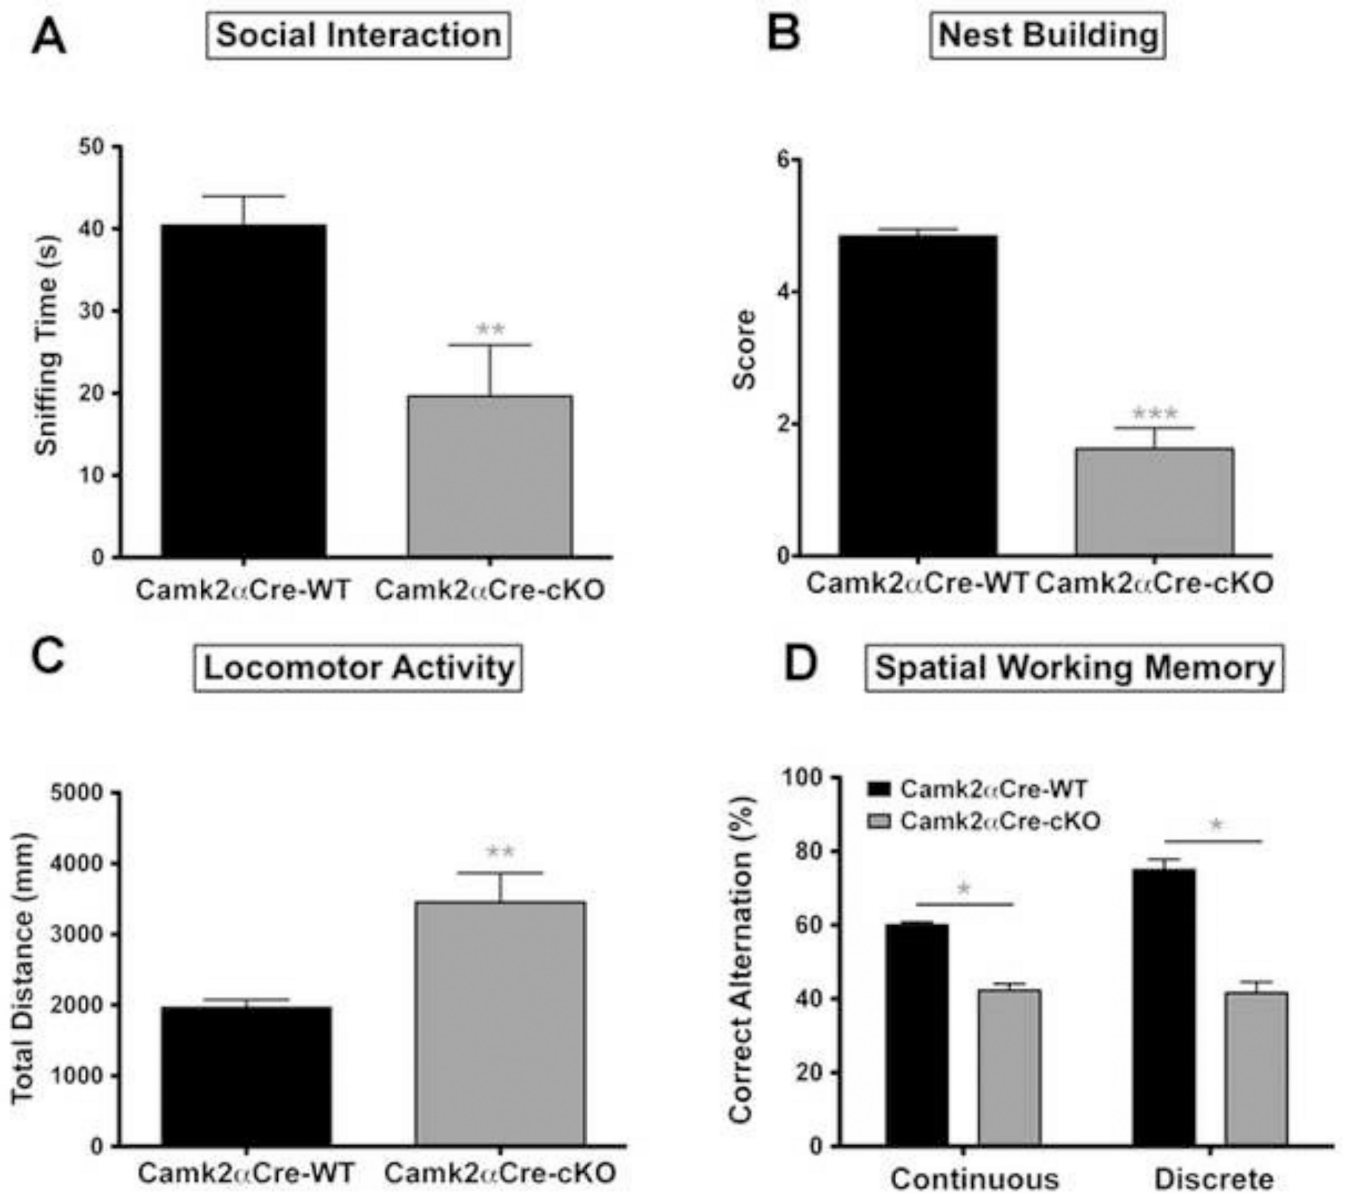 A
Social Interaction
50
40
30
20
10
0
Sniffing Time (s)
**
Camk2αCre-WT Camk2αCre-cKO
B
Nest Building
6
4
2
0
Score
***
Camk2αCre-WT Camk2αCre-cKO
C
Locomotor Activity
5000
4000
3000
2000
1000
0
Total Distance (mm)
**
Camk2αCre-WT Camk2αCre-cKO
D
Spatial Working Memory
100
80
60
40
20
0
Correct Alternation (%)
Camk2αCre-WT
Camk2αCre-cKO
*
*
Continuous Discrete